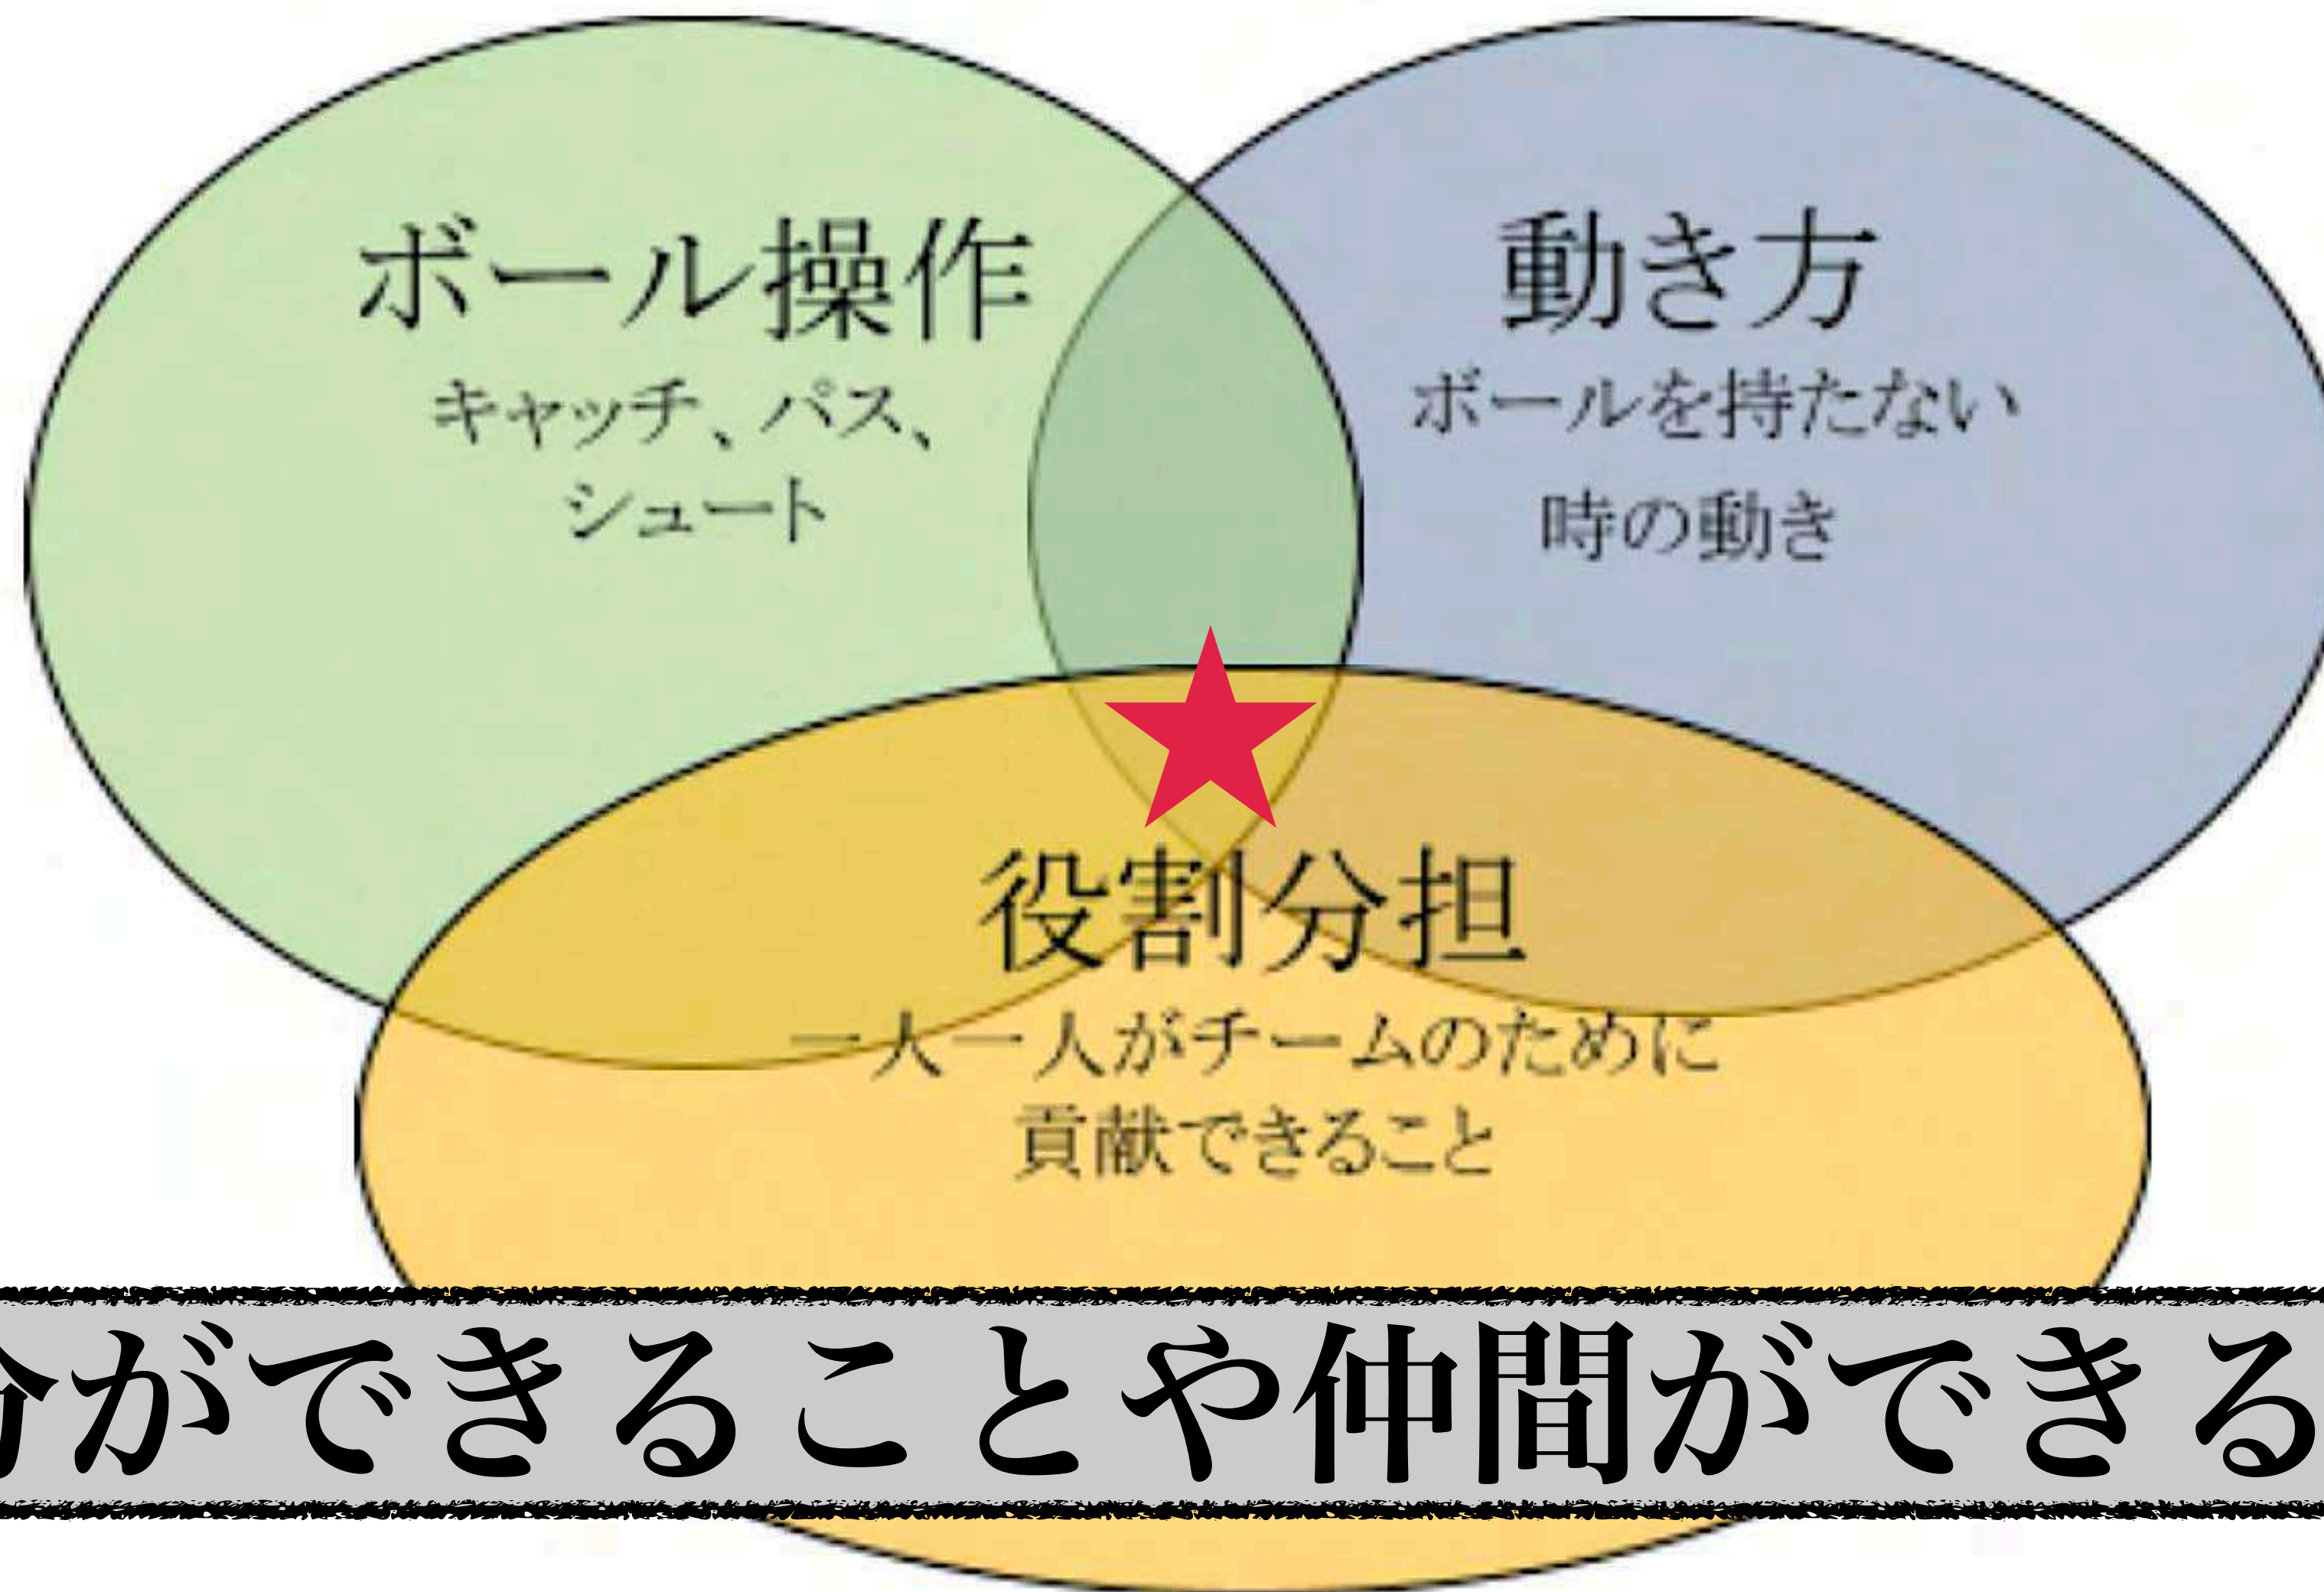 ボール操作
キャッチ、パス、
シュート
動き方
ボールを持たない
時の動き
役割分担
一人一人がチームのために
貢献できること
分ができることや仲間ができる